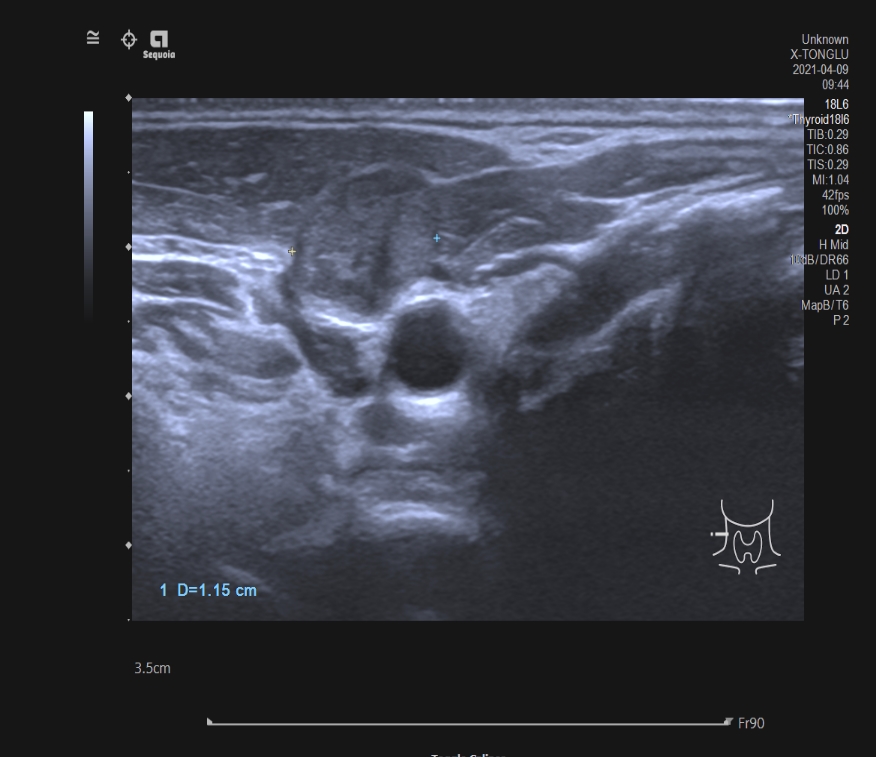 ≅
Sequoia
Unknown
X-TONGLU
2021-04-09
09:44
18L6
*Thyroid18l6
TIB:0.29
TIC:0.86
TIS:0.29
MI:1.04
42fps
100%
2D
H Mid
dB/DR66
LD 1
UA 2
MapB/T6
P 2
1 D=1.15 cm
3.5cm
Fr90